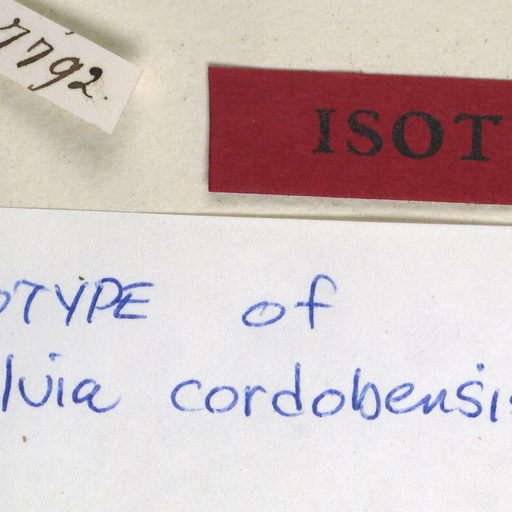 7792.
ISOT
OTYPE of
lvia cordobensis